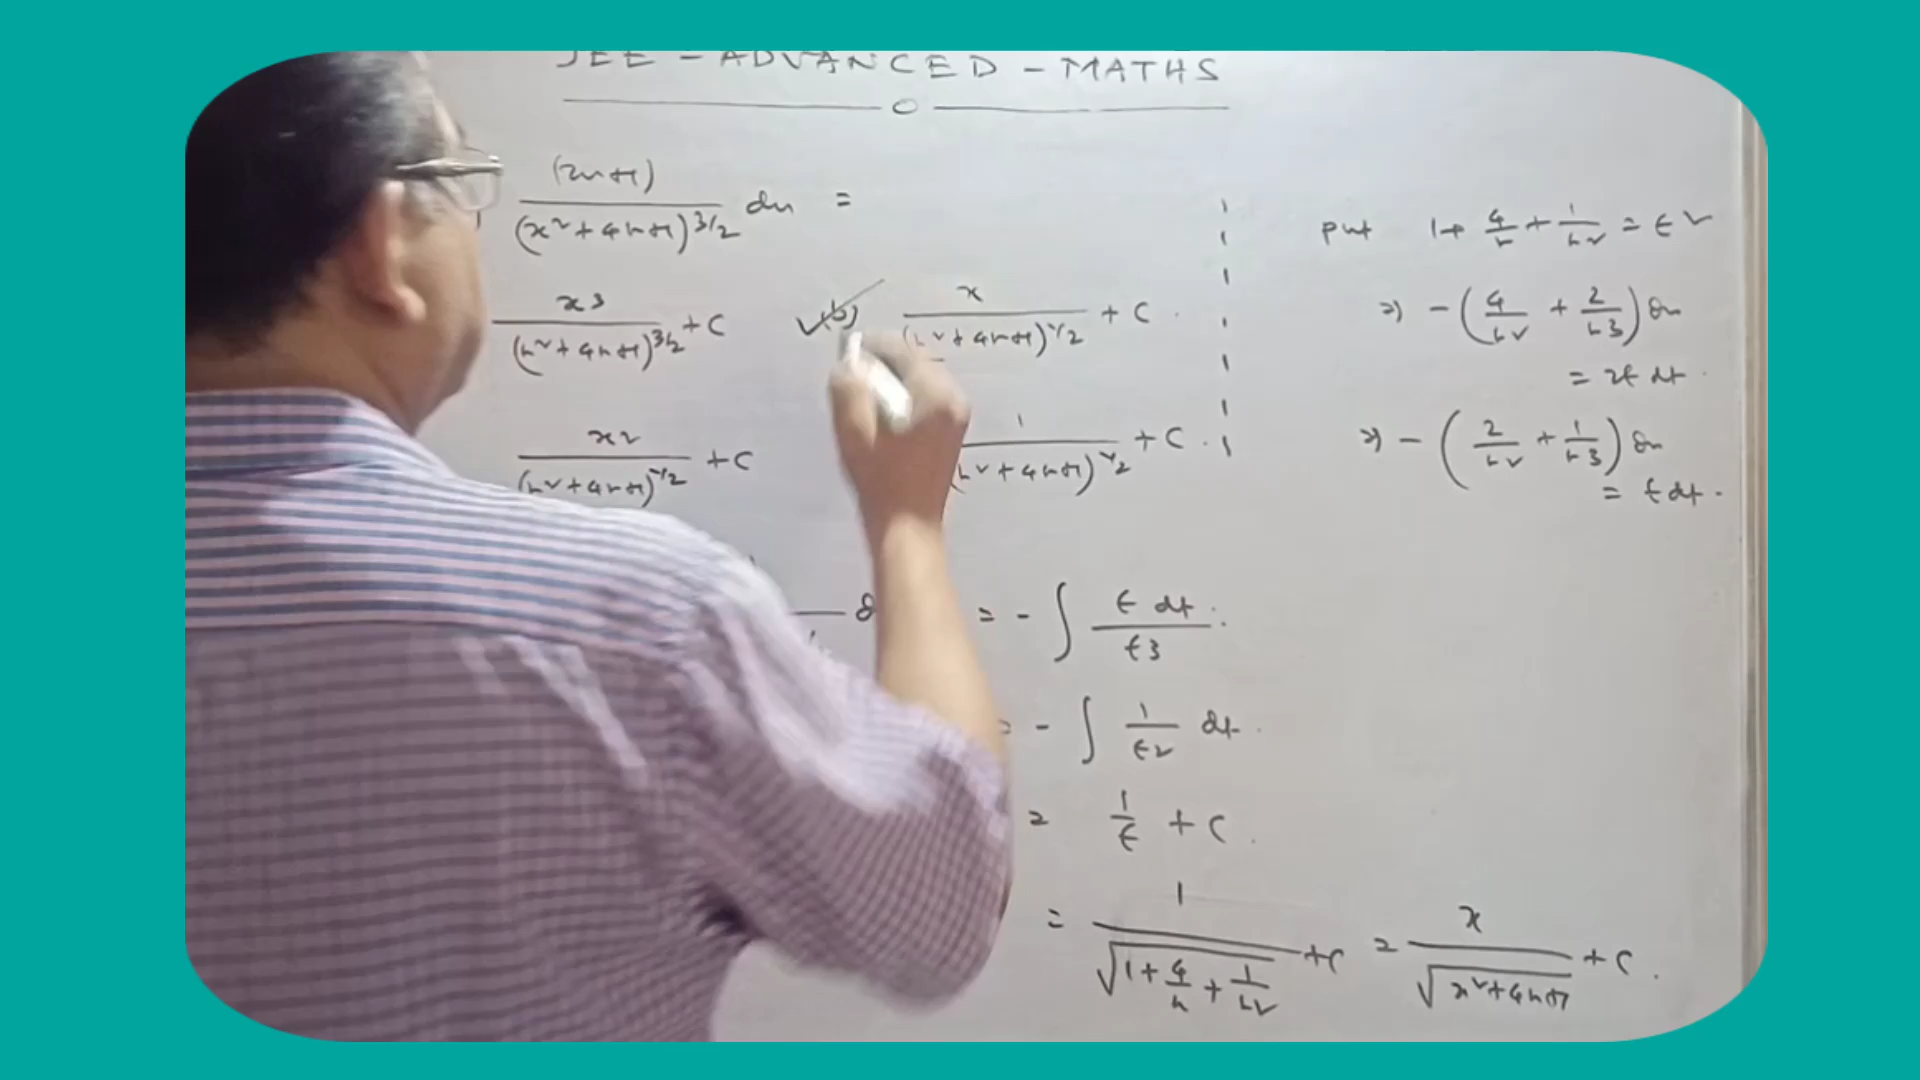 JEE - ADVANCED - MATHS
(2x+1) / (x²+4x+1)^3/2 dx =
x³ / (x²+4x+1)^3/2 + C
(b) x / (x²+4x+1)^1/2 + C
x² / (x²+4x+1)^1/2 + C
1 / (x²+4x+1)^1/2 + C
put 1 + 4/x + 1/x² = t²
⇒ -(4/x² + 2/x³) dx
= 2t dt
⇒ -(2/x² + 1/x³) dx
= t dt.
= - ∫ t dt / t³
= - ∫ 1/t² dt
= 1/t + C
= 1 / √(1 + 4/x + 1/x²) + C = x / √(x²+4x+1) + C.